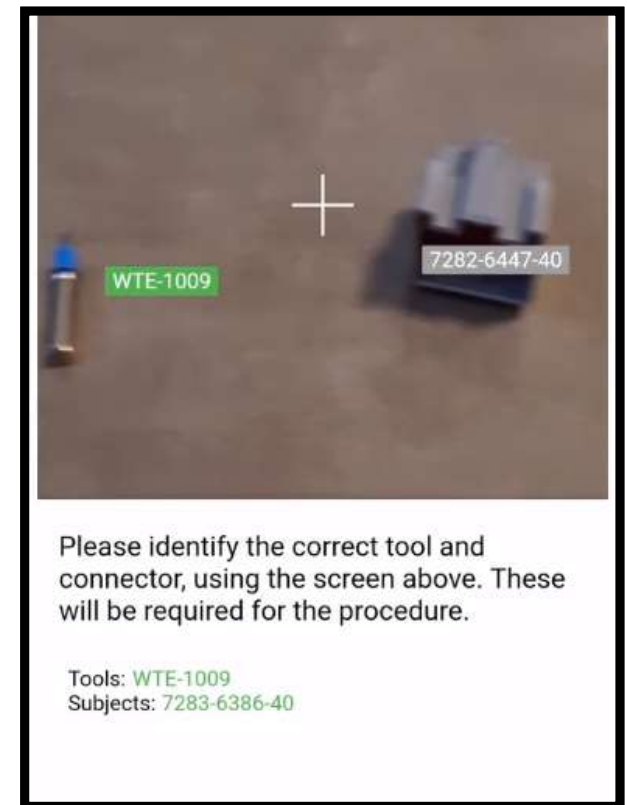 WTE-1009
7282-6447-40
Please identify the correct tool and
connector, using the screen above. These
will be required for the procedure.
Tools: WTE-1009
Subjects: 7283-6386-40